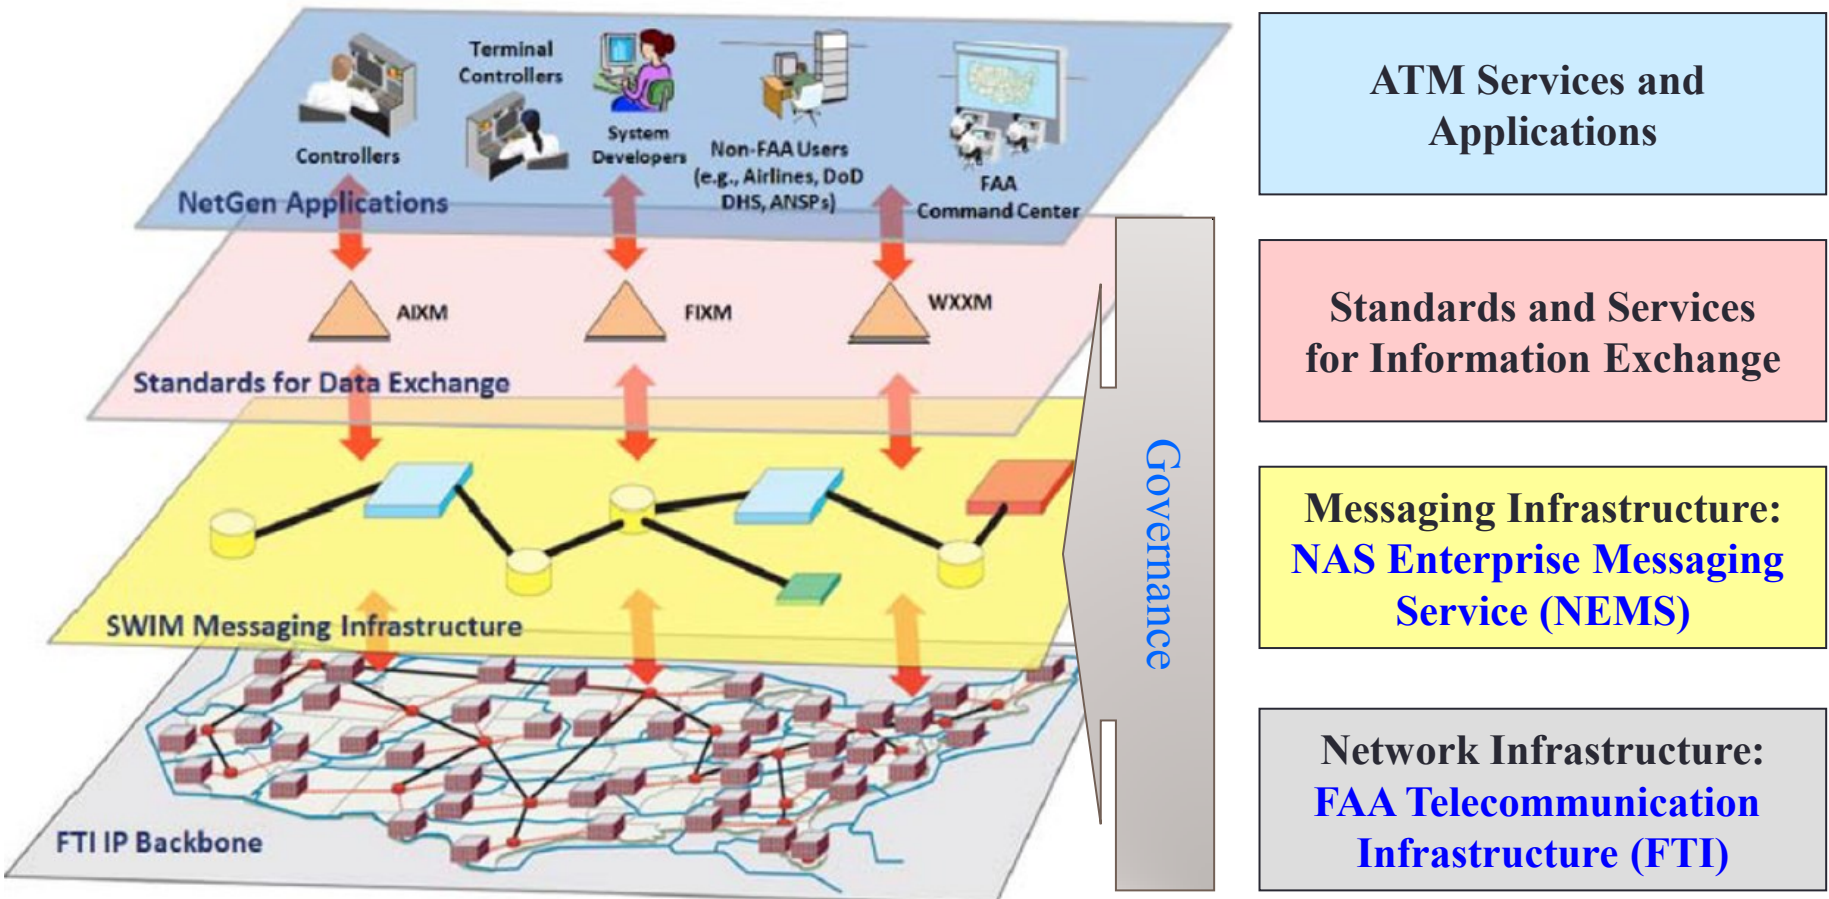 Terminal
Controllers
Controllers
System
Developers
Non-FAA Users
(e.g., Airlines, DoD
DHS, ANSPs)
FAA
Command Center
NetGen Applications
AIXM
FIXM
WXXM
Standards for Data Exchange
SWIM Messaging Infrastructure
FTI IP Backbone
Governance
ATM Services and
Applications
Standards and Services
for Information Exchange
Messaging Infrastructure:
NAS Enterprise Messaging
Service (NEMS)
Network Infrastructure:
FAA Telecommunication
Infrastructure (FTI)